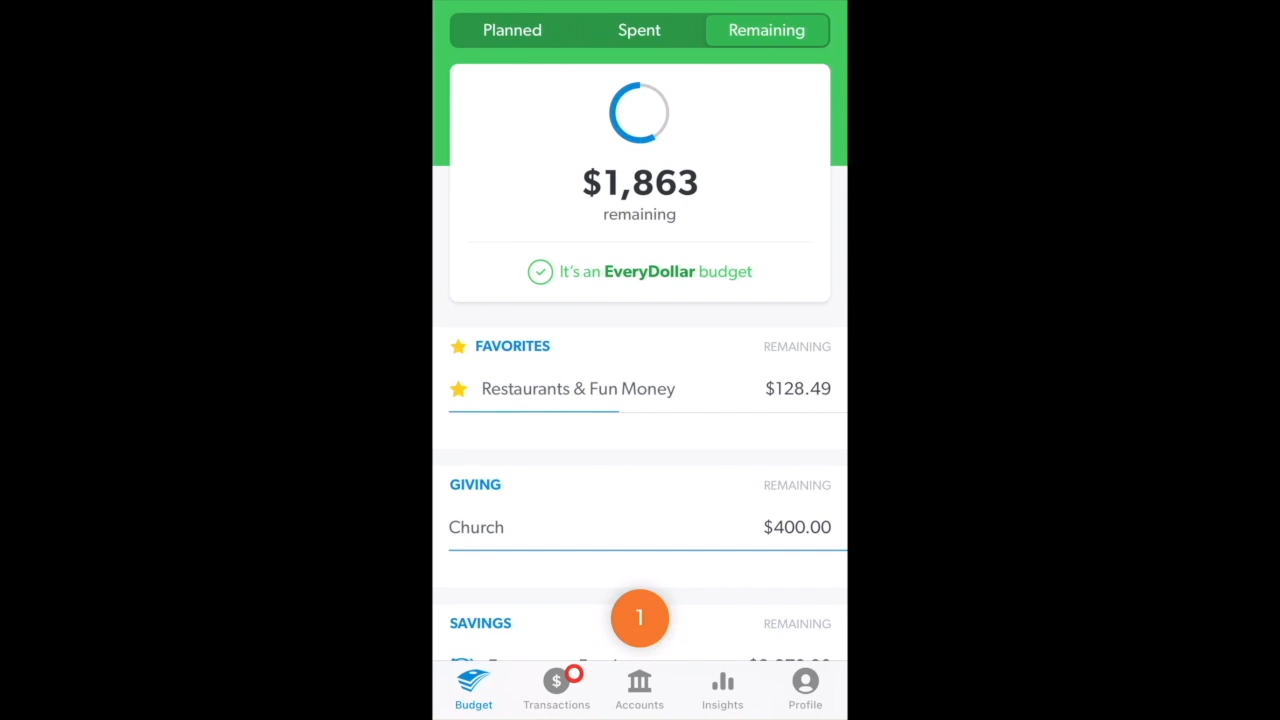 Planned Spent Remaining
$1,863
remaining
It's an EveryDollar budget
FAVORITES REMAINING
Restaurants & Fun Money $128.49
GIVING REMAINING
Church $400.00
1
SAVINGS REMAINING
$
Budget Transactions Accounts Insights Profile